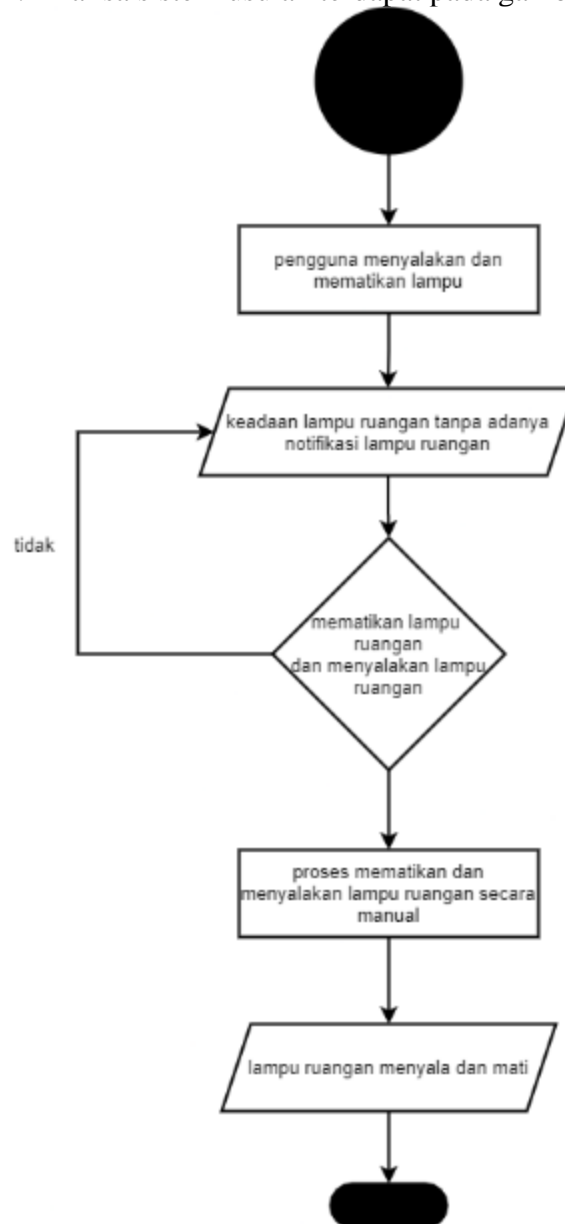 pengguna menyalakan dan
mematikan lampu
keadaan lampu ruangan tanpa adanya
notifikasi lampu ruangan
tidak
mematikan lampu
ruangan
dan menyalakan lampu
ruangan
proses mematikan dan
menyalakan lampu ruangan secara
manual
lampu ruangan menyala dan mati